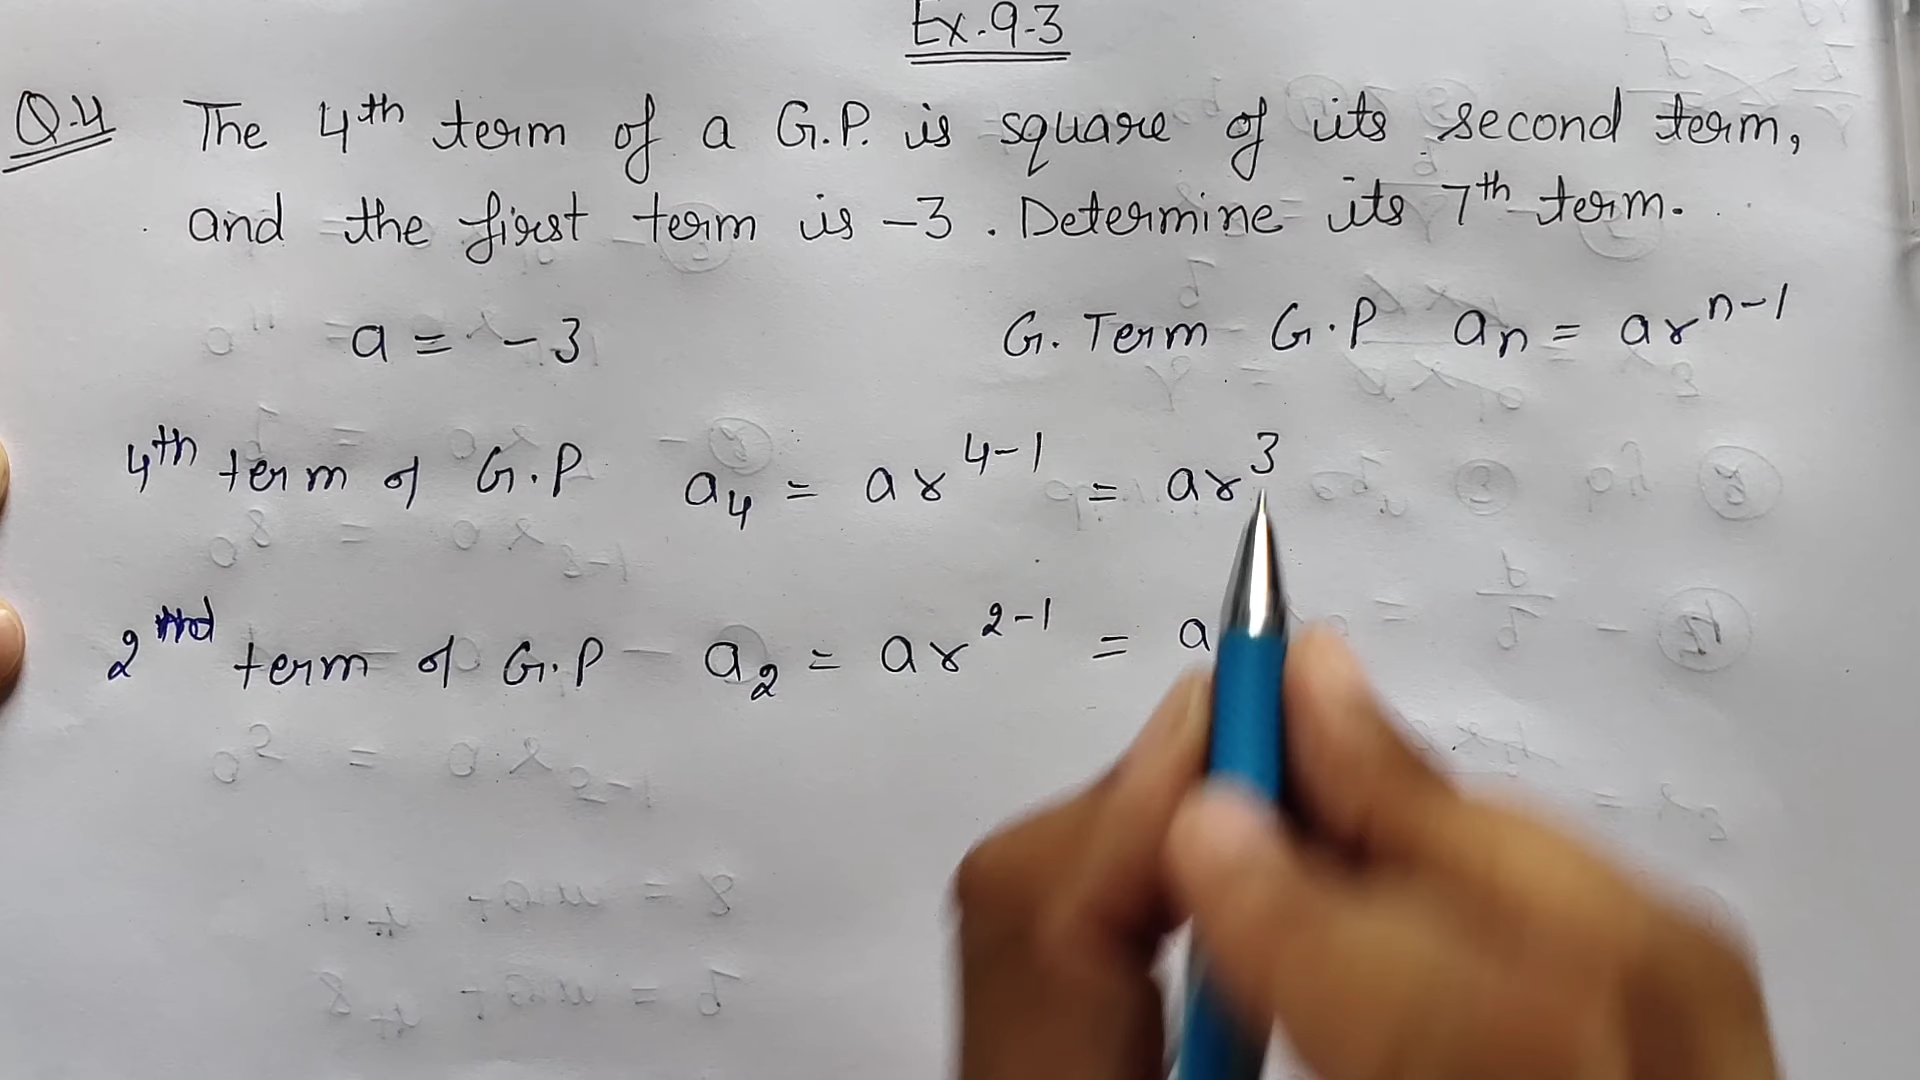 Ex.9.3
Q.4 The 4th term of a G.P. is square of its second term,
and the first term is -3. Determine its 7th term.
a = -3 G. Term G.P an = ar^n-1
4th term of G.P a4 = ar^4-1 = ar^3
2nd term of G.P a2 = ar^2-1 = a